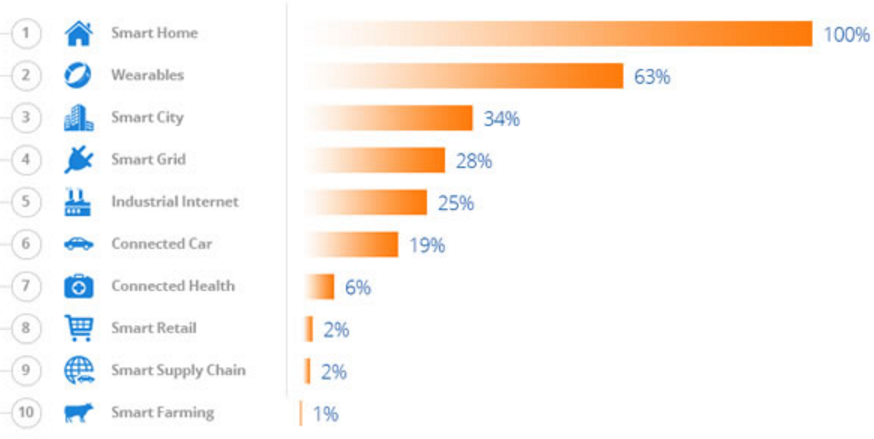 1 Smart Home 100%
2 Wearables 63%
3 Smart City 34%
4 Smart Grid 28%
5 Industrial Internet 25%
6 Connected Car 19%
7 Connected Health 6%
8 Smart Retail 2%
9 Smart Supply Chain 2%
10 Smart Farming 1%